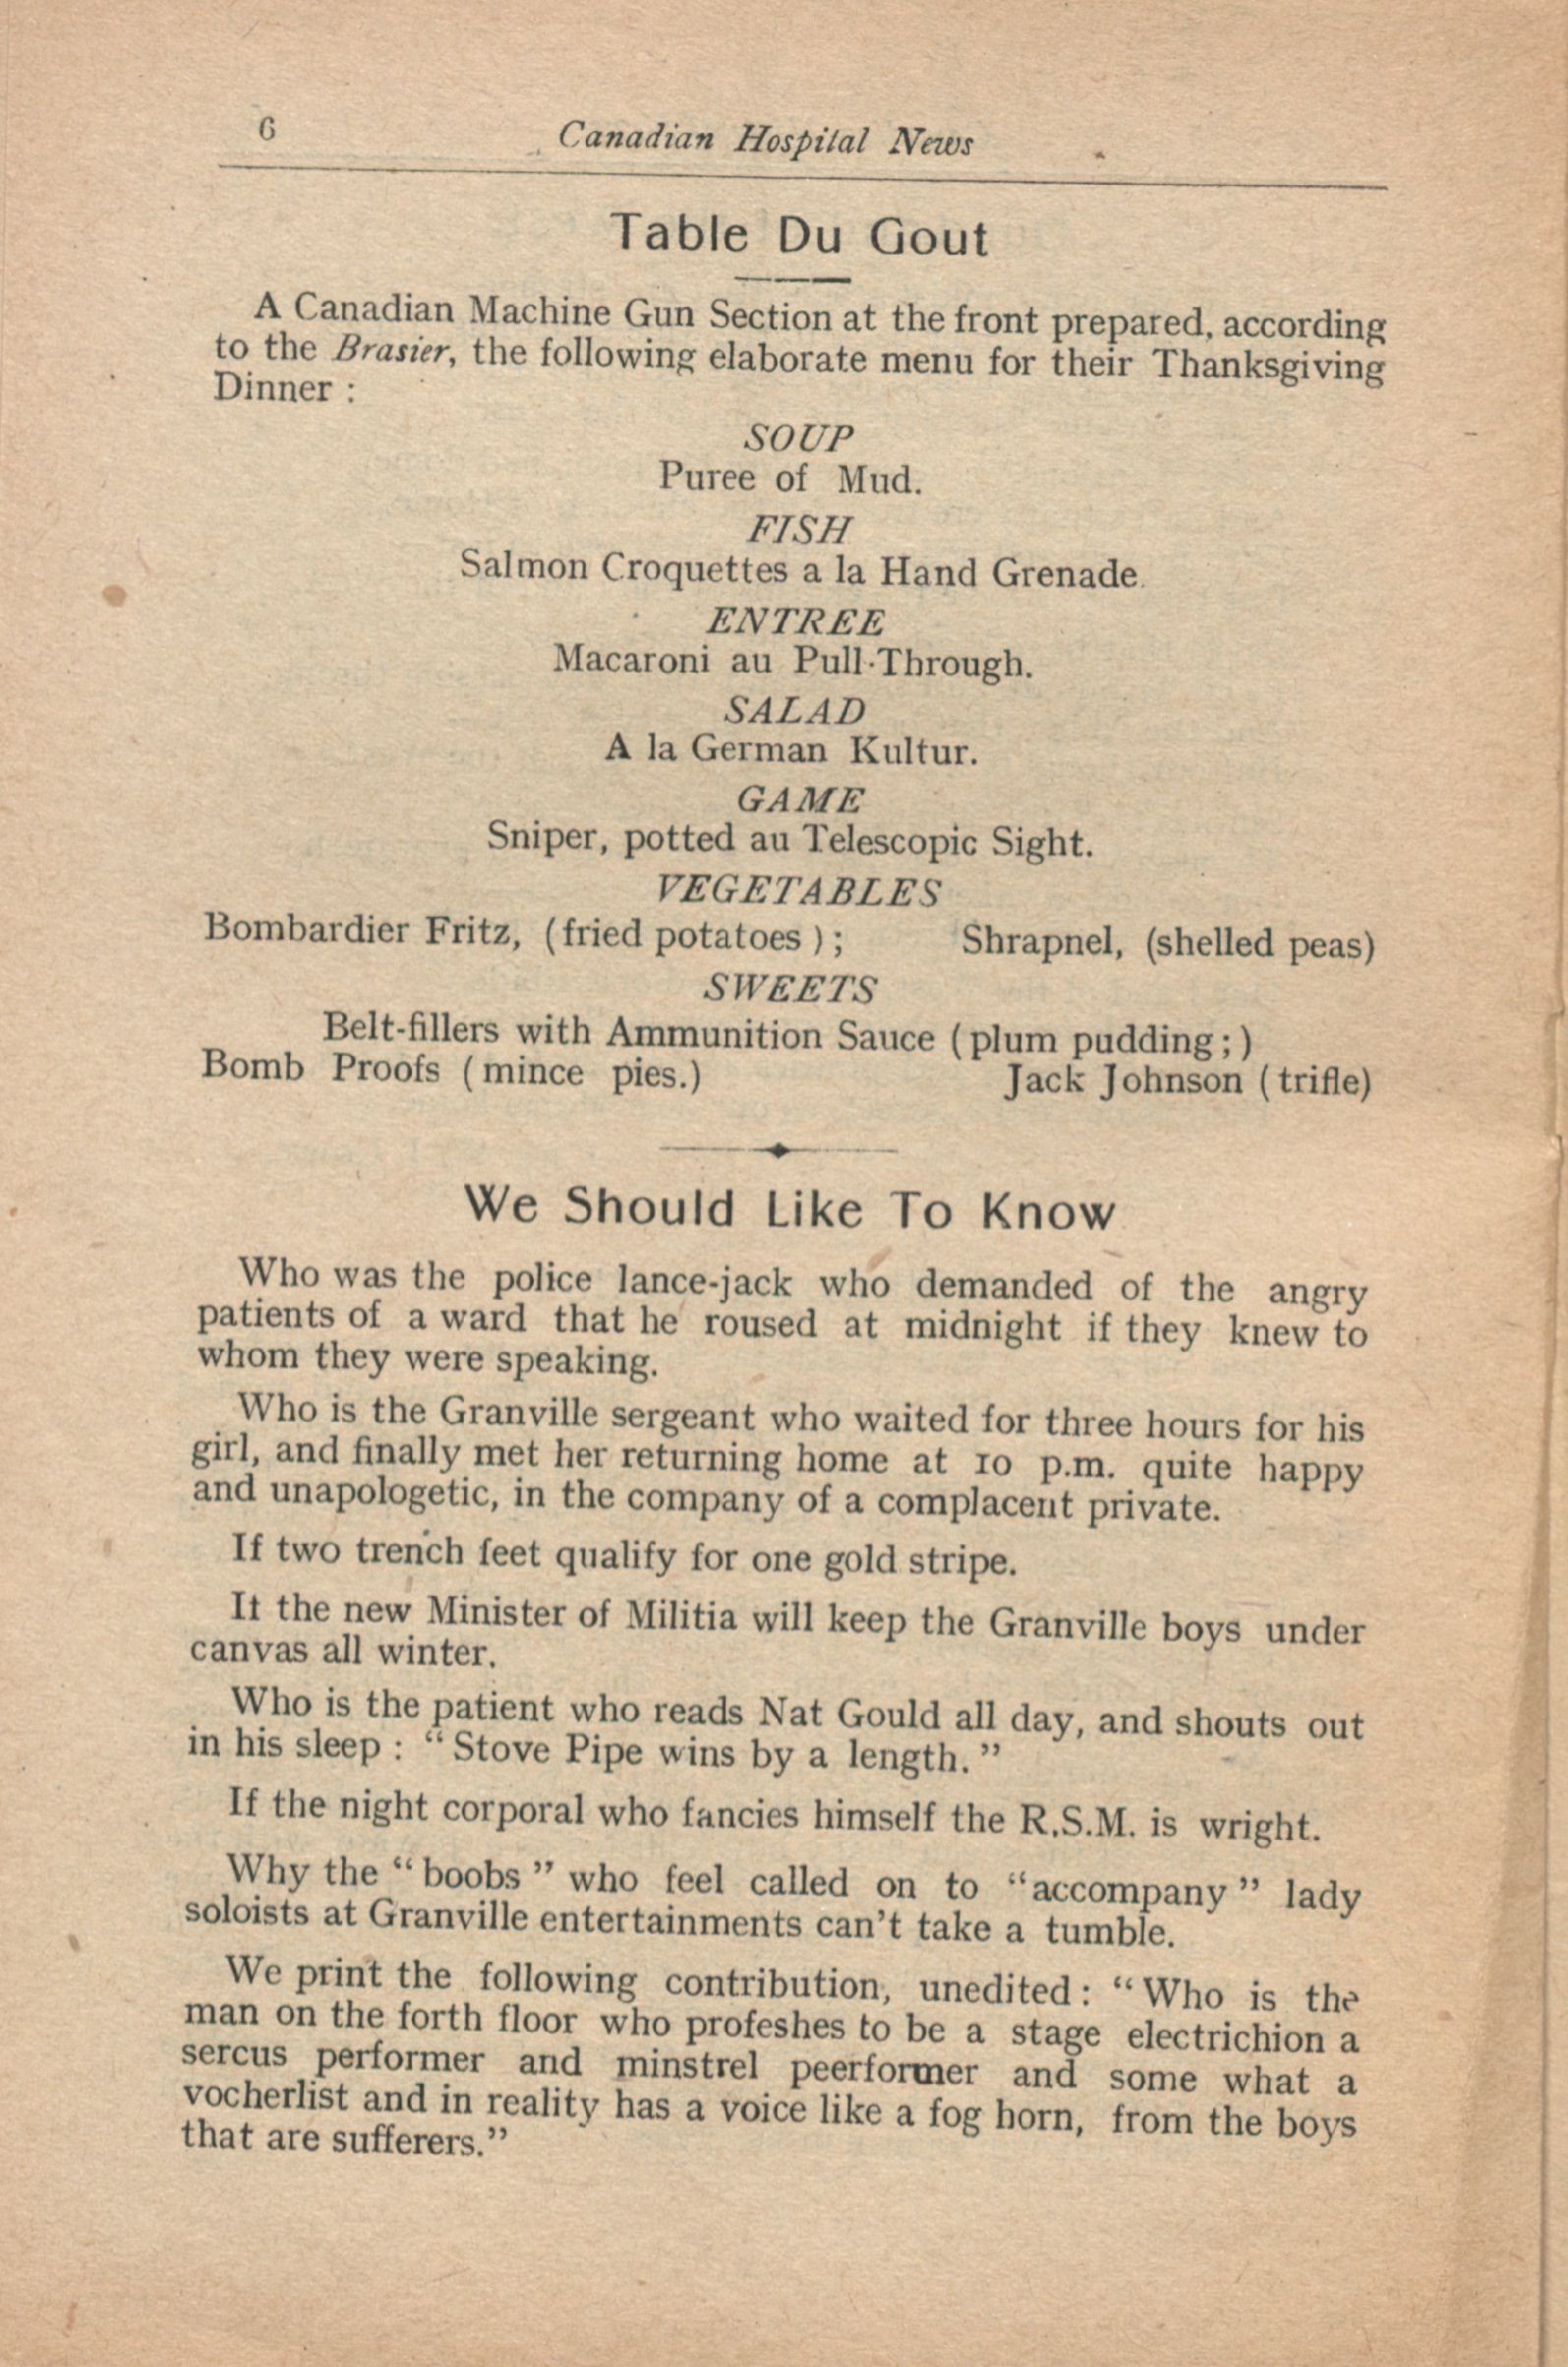 6
Canadian Hospital News
Table Du Gout
A Canadian Machine Gun Section at the front prepared, according
to the Brasier, the following elaborate menu for their Thanksgiving
Dinner :
SOUP
Puree of Mud.
FISH
Salmon Croquettes a la Hand Grenade.
ENTREE
Macaroni au Pull-Through.
SALAD
A la German Kultur.
GAME
Sniper, potted au Telescopic Sight.
VEGETABLES
Bombardier Fritz, (fried potatoes ) ; Shrapnel, (shelled peas)
SWEETS
Belt-fillers with Ammunition Sauce ( plum pudding ; )
Bomb Proofs ( mince pies.) Jack Johnson ( trifle)
We Should Like To Know
Who was the police lance-jack who demanded of the angry
patients of a ward that he roused at midnight if they knew to
whom they were speaking.
Who is the Granville sergeant who waited for three hours for his
girl, and finally met her returning home at 10 p.m. quite happy
and unapologetic, in the company of a complacent private.
If two trench feet qualify for one gold stripe.
It the new Minister of Militia will keep the Granville boys under
canvas all winter.
Who is the patient who reads Nat Gould all day, and shouts out
in his sleep : “ Stove Pipe wins by a length. ”
If the night corporal who fancies himself the R.S.M. is wright.
Why the “ boobs ” who feel called on to “accompany ” lady
soloists at Granville entertainments can’t take a tumble.
We print the following contribution, unedited : “ Who is the
man on the forth floor who profeshes to be a stage electrichion a
sercus performer and minstrel peerformer and some what a
vocherlist and in reality has a voice like a fog horn, from the boys
that are sufferers.”